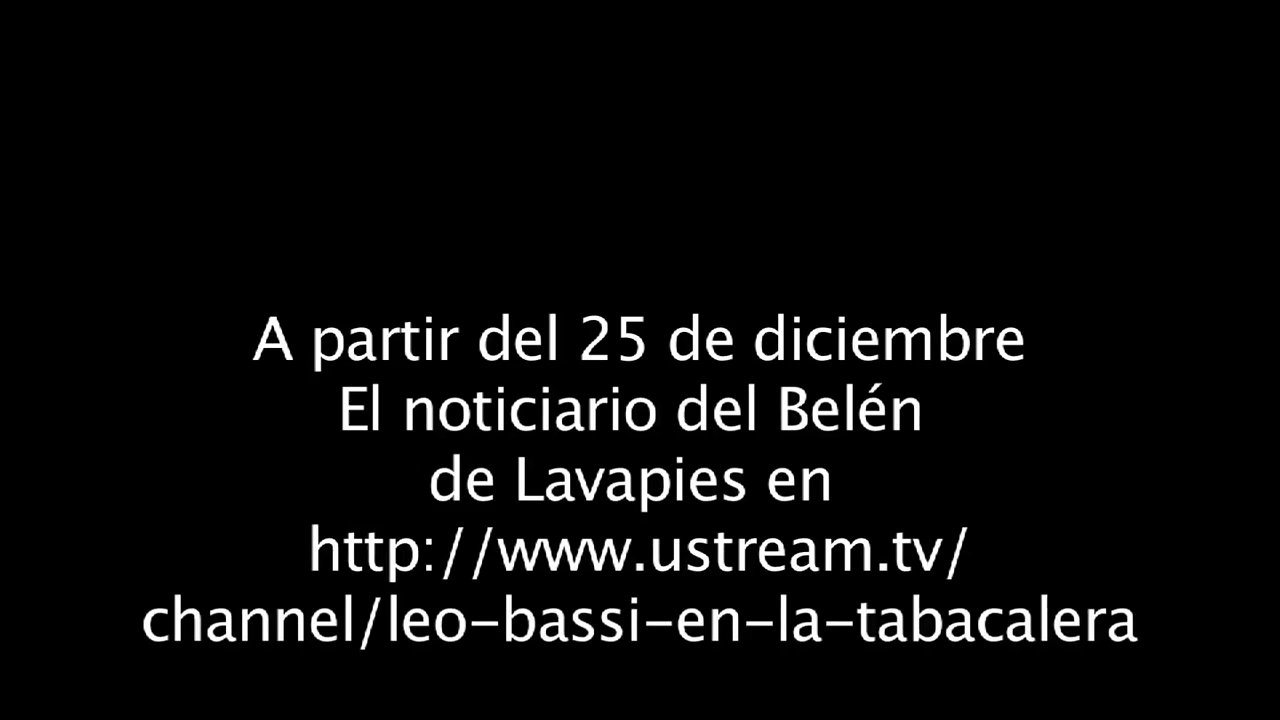 A partir del 25 de diciembre
El noticiario del Belén
de Lavapies en
http://www.ustream.tv/
channel/leo-bassi-en-la-tabacalera